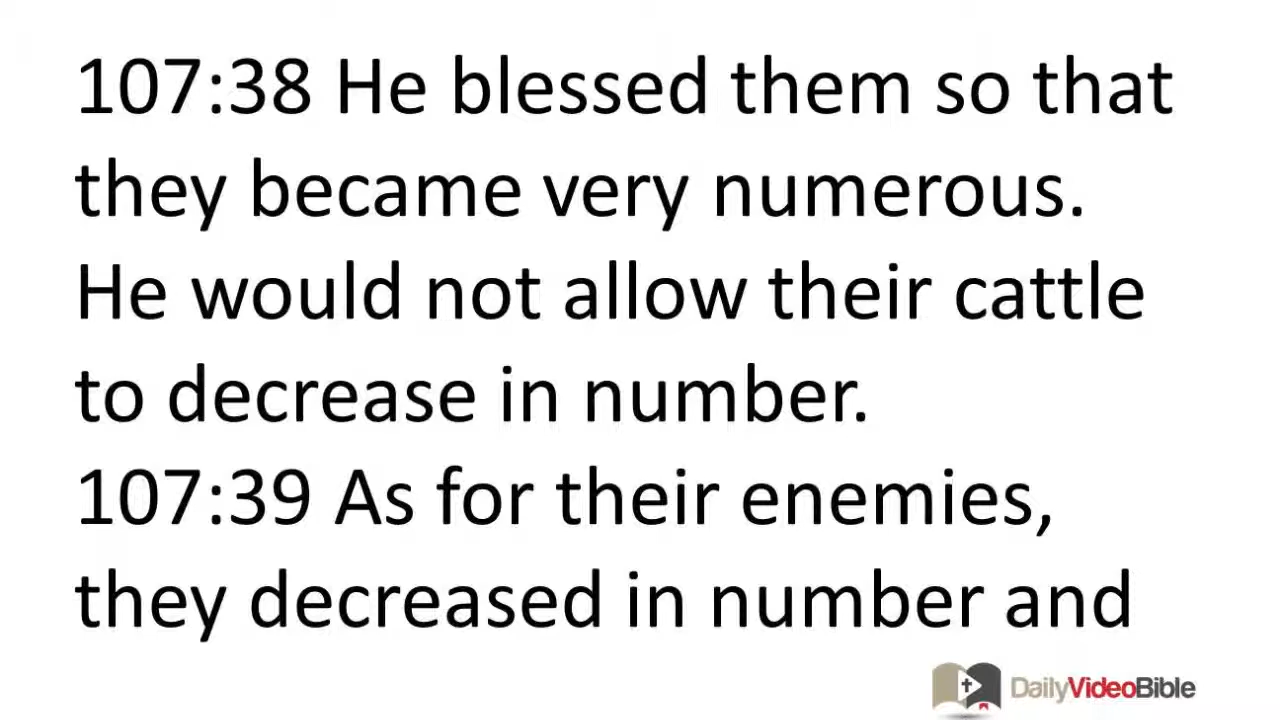 107:38 He blessed them so that
they became very numerous.
He would not allow their cattle
to decrease in number.
107:39 As for their enemies,
they decreased in number and
DailyVideoBible